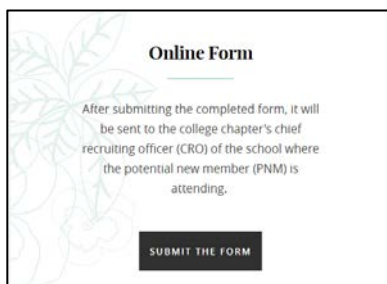 Online Form
After submitting the completed form, it will
be sent to the college chapter's chief
recruiting officer (CRO) of the school where
the potential new member (PNM) is
attending.
SUBMIT THE FORM